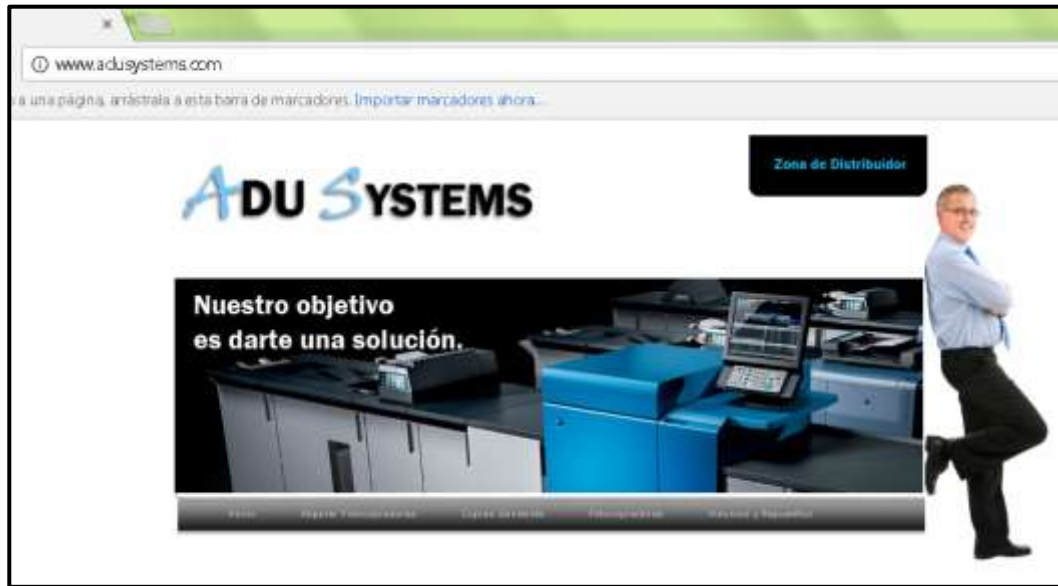 www.adusystems.com
a una página, arrástrala a esta barra de marcadores. Importar marcadores ahora...
Zona de Distribuidor
ADU SYSTEMS
Nuestro objetivo
es darte una solución.
Inicio